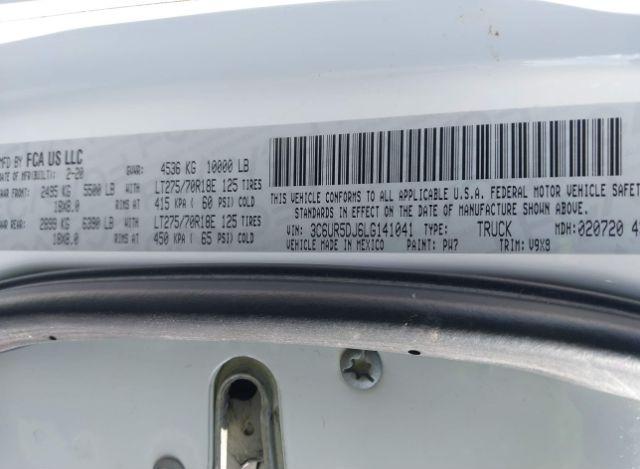 MFD BY FCA US LLC
DATE OF MFR(BUILT): 2-20 GVWR: 4536 KG 10000 LB
2495 KG 5500 LB WITH LT275/70R18E 125 TIRES
18X8.0 RIMS AT 415 KPA ( 60 PSI) COLD
GAWR REAR: 2899 KG 6390 LB WITH LT275/70R18E 125 TIRES
18X8.0 RIMS AT 450 KPA ( 65 PSI) COLD
THIS VEHICLE CONFORMS TO ALL APPLICABLE U.S.A. FEDERAL MOTOR VEHICLE SAFETY
STANDARDS IN EFFECT ON THE DATE OF MANUFACTURE SHOWN ABOVE.
VIN: 3C6UR5DJ6LG141041 TYPE: TRUCK MDH: 020720
VEHICLE MADE IN MEXICO PAINT: PW7 TRIM: V9X9